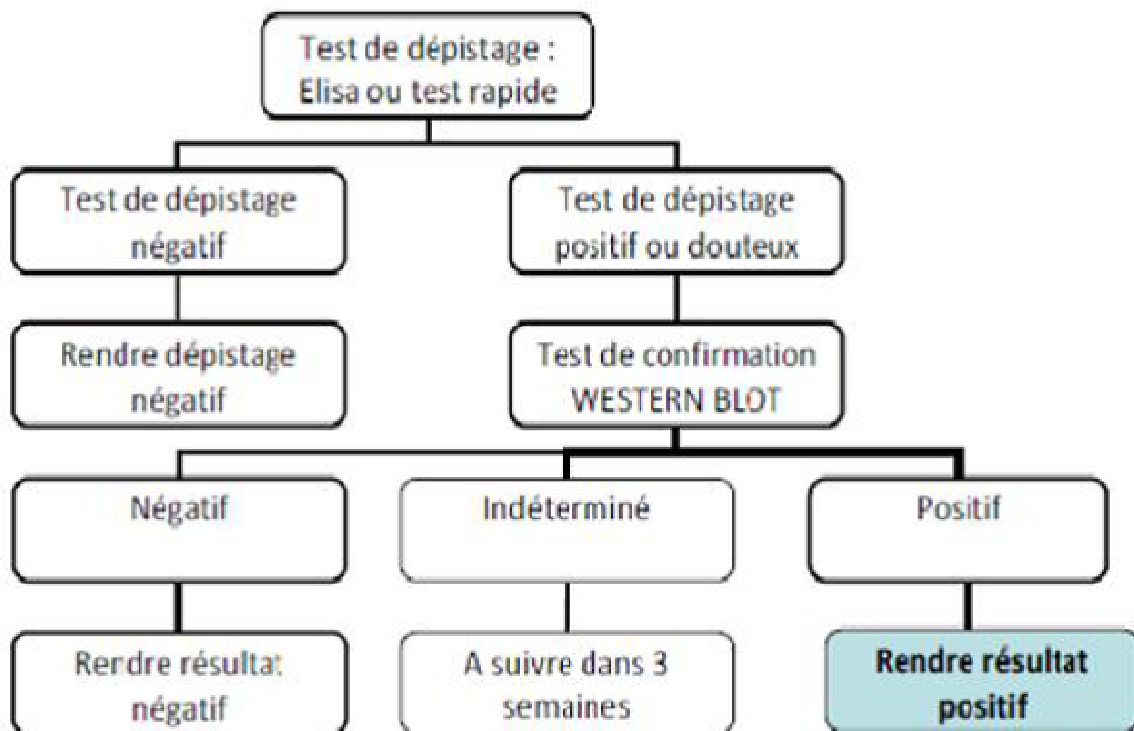 Test de dépistage :
Elisa ou test rapide
Test de dépistage
négatif
Test de dépistage
positif ou douteux
Rendre dépistage
négatif
Test de confirmation
WESTERN BLOT
Négatif
Indéterminé
Positif
Rendre résultat
négatif
A suivre dans 3
semaines
Rendre résultat
positif